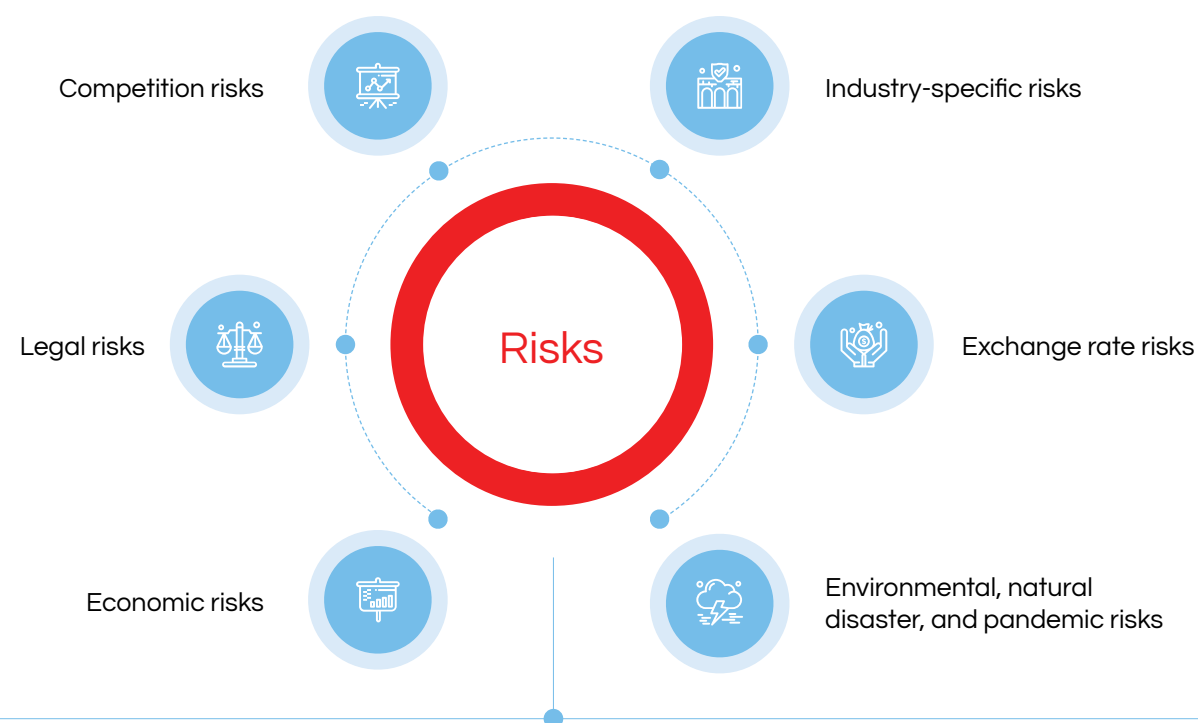 Competition risks
Industry-specific risks
Legal risks
Risks
Exchange rate risks
Economic risks
Environmental, natural
disaster, and pandemic risks